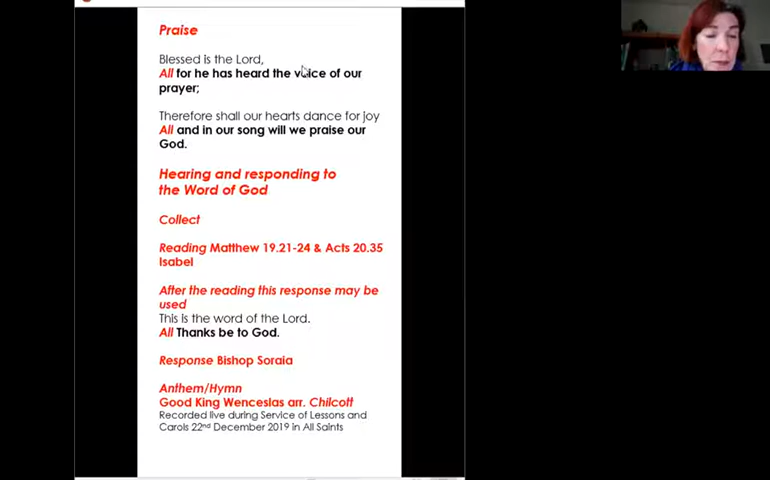 Praise
Blessed is the Lord,
All for he has heard the voice of our
prayer;
Therefore shall our hearts dance for joy
All and in our song will we praise our
God.
Hearing and responding to
the Word of God
Collect
Reading Matthew 19.21-24 & Acts 20.35
Isabel
After the reading this response may be
used
This is the word of the Lord.
All Thanks be to God.
Response Bishop Soraia
Anthem/Hymn
Good King Wenceslas arr. Chilcott
Recorded live during Service of Lessons and
Carols 22nd December 2019 in All Saints